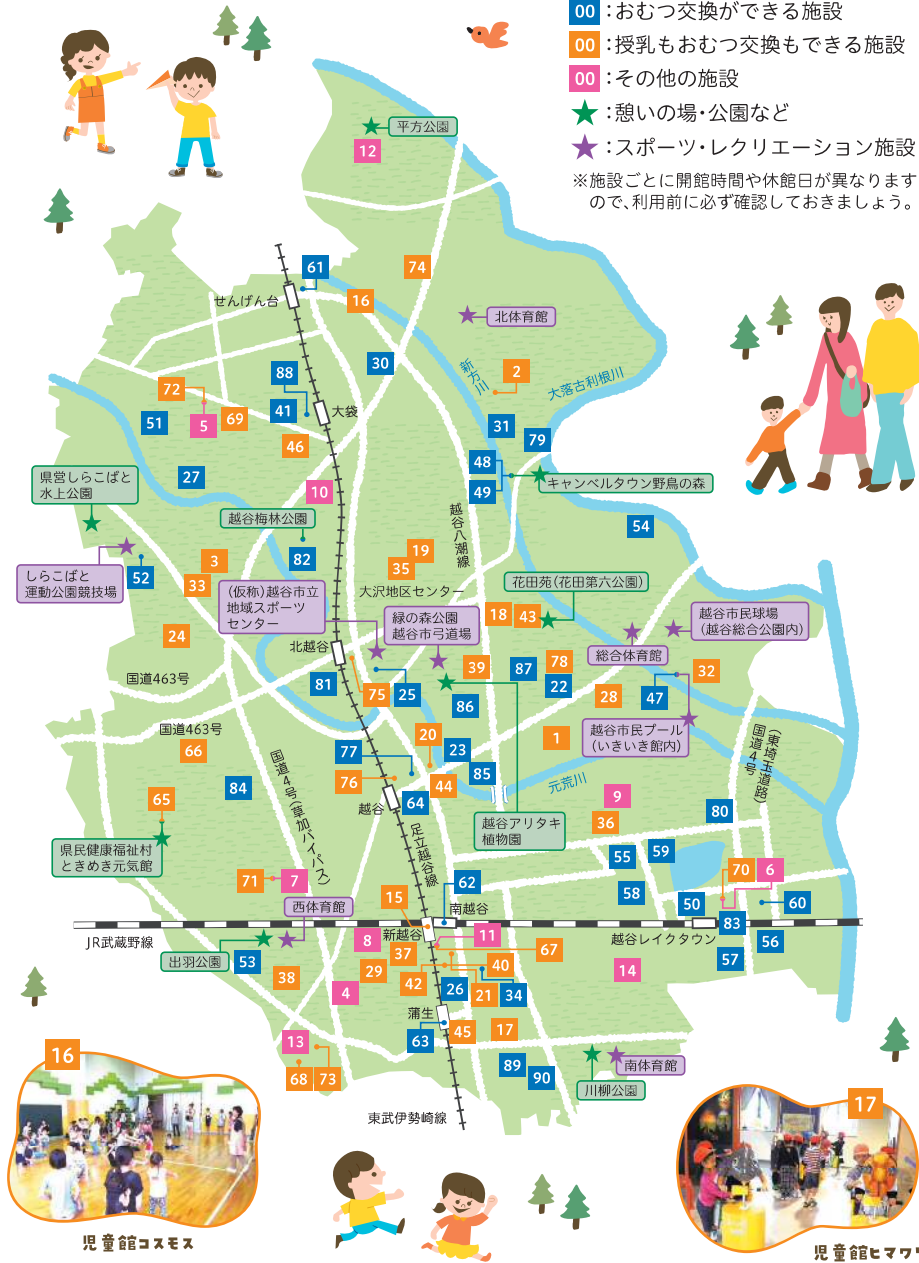 00：おむつ交換ができる施設
00：授乳もおむつ交換もできる施設
00：その他の施設
★：憩いの場・公園など
★：スポーツ・レクリエーション施設
※施設ごとに開館時間や休館日が異なります
ので、利用前に必ず確認しておきましょう。
平方公園
12
61
74
せんげん台
16
北体育館
30
新方川
2
大落古利根川
88
72
51
5
69
41
大袋
46
31
79
48
49
キャンベルタウン野鳥の森
27
県営しらこばと
水上公園
10
越谷梅林公園
越谷八潮線
54
82
しらこばと
運動公園競技場
52
3
33
19
35
大沢地区センター
（仮称）越谷市立
地域スポーツ
センター
緑の森公園
越谷市弓道場
花田苑（花田第六公園）
18
43
越谷市民球場
（越谷総合公園内）
総合体育館
24
北越谷
国道463号
81
75
25
39
87
78
22
86
28
47
32
越谷市民プール
（いきいき館内）
国道463号
66
77
20
23
1
国道4号
（東埼玉道路）
国道4号（草加バイパス）
84
76
44
85
元荒川
65
越谷
64
9
36
80
越谷アリタキ
植物園
県民健康福祉村
ときめき元気館
足立越谷線
55
59
71
7
62
58
70
6
西体育館
15
南越谷
50
60
JR武蔵野線
新越谷
83
越谷レイクタウン
8
11
56
出羽公園
53
37
67
57
38
29
42
40
14
4
26
21
34
蒲生
13
63
45
17
68
73
89
90
南体育館
川柳公園
東武伊勢崎線
16
17
児童館コスモス
児童館ヒマワリ